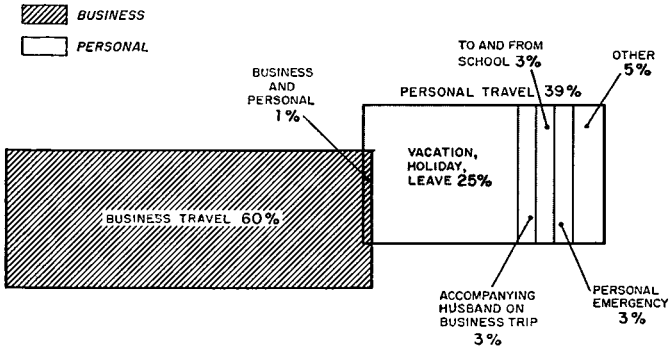 BUSINESS
PERSONAL
BUSINESS
AND
PERSONAL
1%
TO AND FROM
SCHOOL 3%
OTHER
5%
PERSONAL TRAVEL 39%
VACATION,
HOLIDAY,
LEAVE 25%
BUSINESS TRAVEL 60%
ACCOMPANYING
HUSBAND ON
BUSINESS TRIP
3%
PERSONAL
EMERGENCY
3%